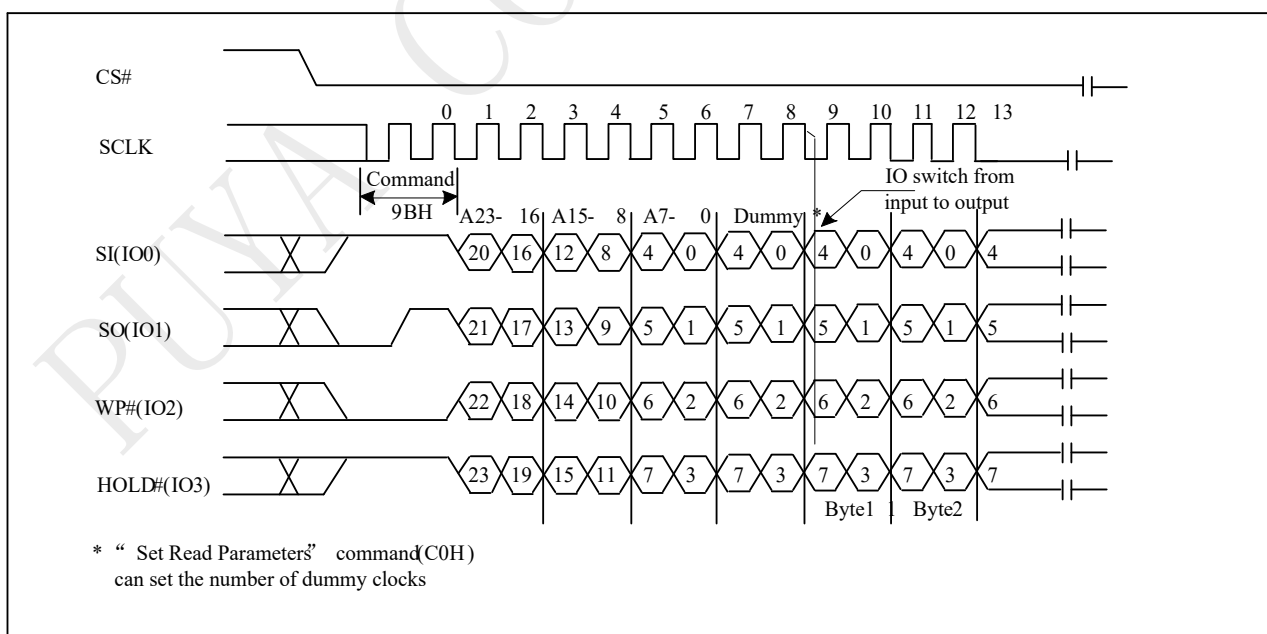 PUYA CO
CS#
0 1 2 3 4 5 6 7 8 9 10 11 12 13
SCLK
Command
9BH
IO switch from
input to output
A23- 16 A15- 8 A7- 0 Dummy *
SI(IO0) 20 16 12 8 4 0 4 0 4 0 4 0 4
SO(IO1) 21 17 13 9 5 1 5 1 5 1 5 1 5
WP#(IO2) 22 18 14 10 6 2 6 2 6 2 6 2 6
HOLD#(IO3) 23 19 15 11 7 3 7 3 7 3 7 3 7
Byte1 1 Byte2
* “ Set Read Parameters” command(C0H)
can set the number of dummy clocks